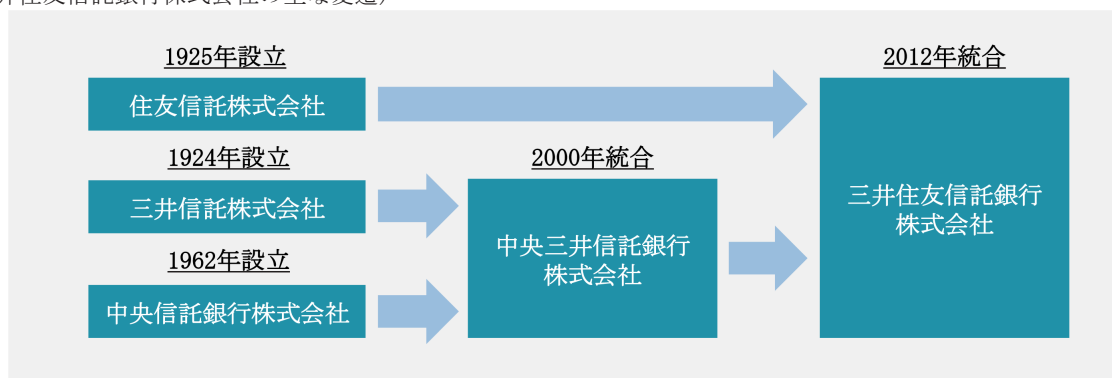 1925年設立
住友信託株式会社
1924年設立
三井信託株式会社
1962年設立
中央信託銀行株式会社
2000年統合
中央三井信託銀行
株式会社
2012年統合
三井住友信託銀行
株式会社